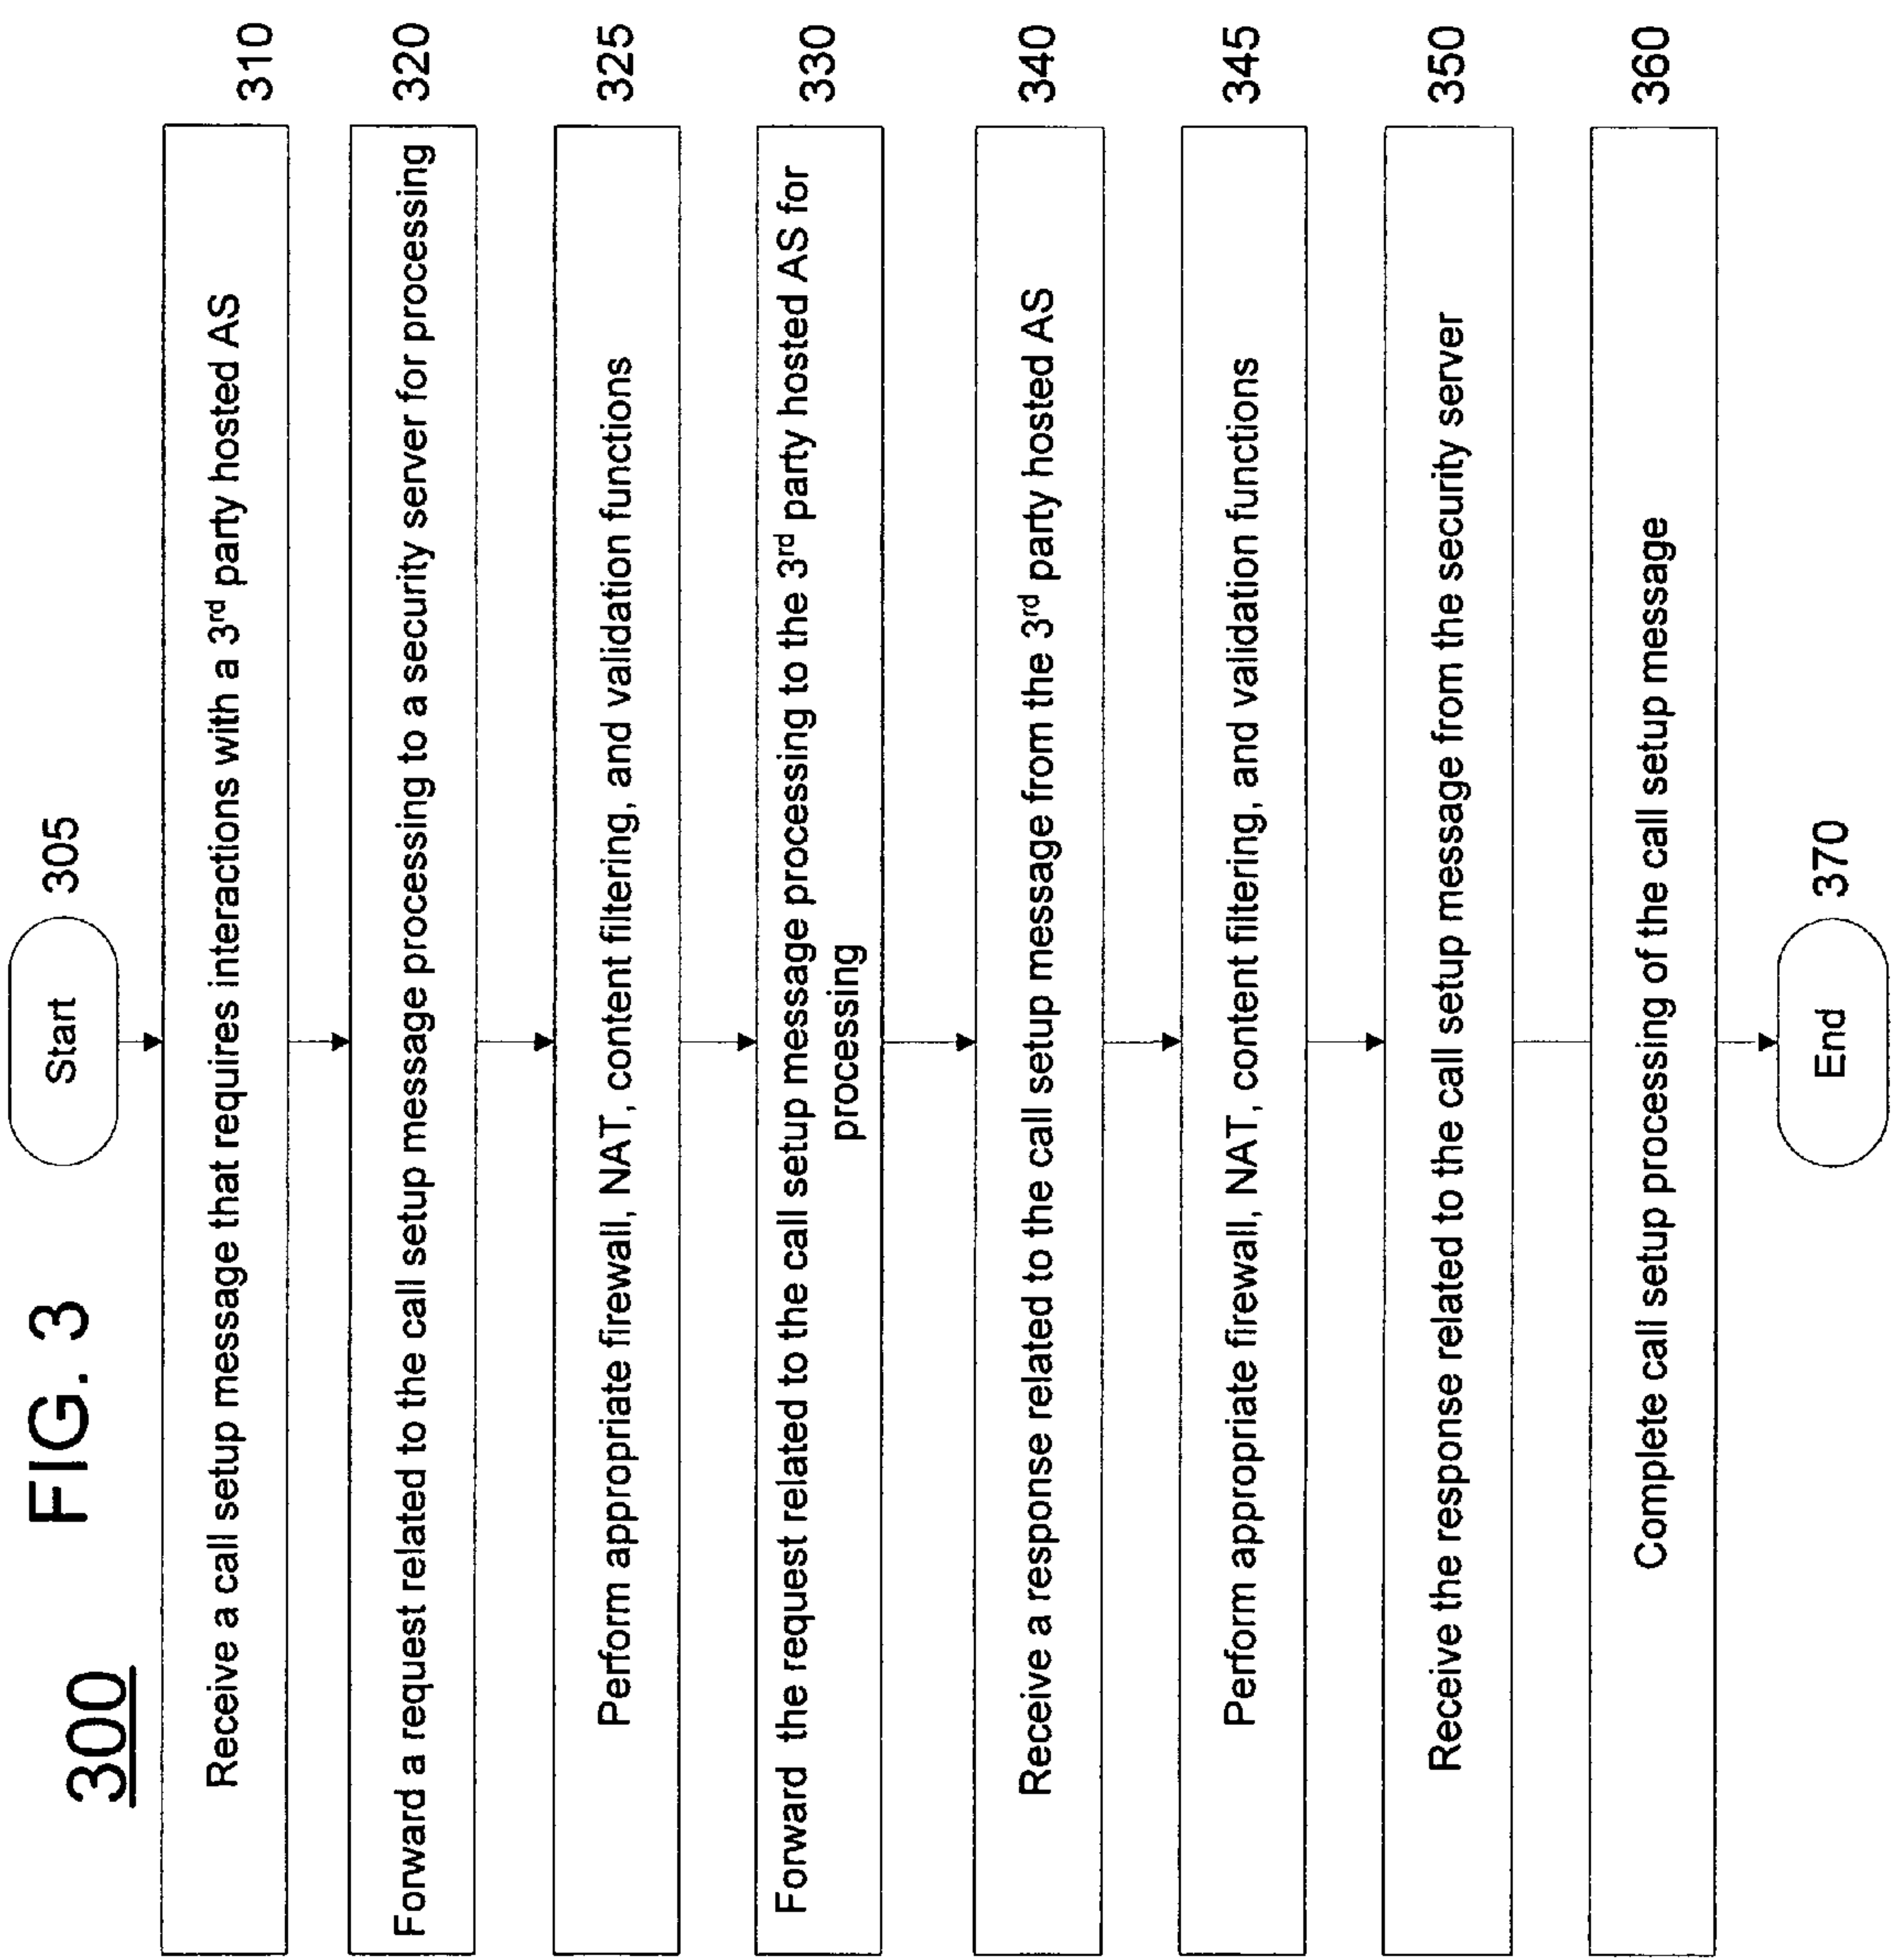 300 FIG. 3
Start 305
Receive a call setup message that requires interactions with a 3rd party hosted AS 310
Forward a request related to the call setup message processing to a security server for processing 320
Perform appropriate firewall, NAT, content filtering, and validation functions 325
Forward the request related to the call setup message processing to the 3rd party hosted AS for 330
processing
Receive a response related to the call setup message from the 3rd party hosted AS 340
Perform appropriate firewall, NAT, content filtering, and validation functions 345
Receive the response related to the call setup message from the security server 350
Complete call setup processing of the call setup message 360
End 370